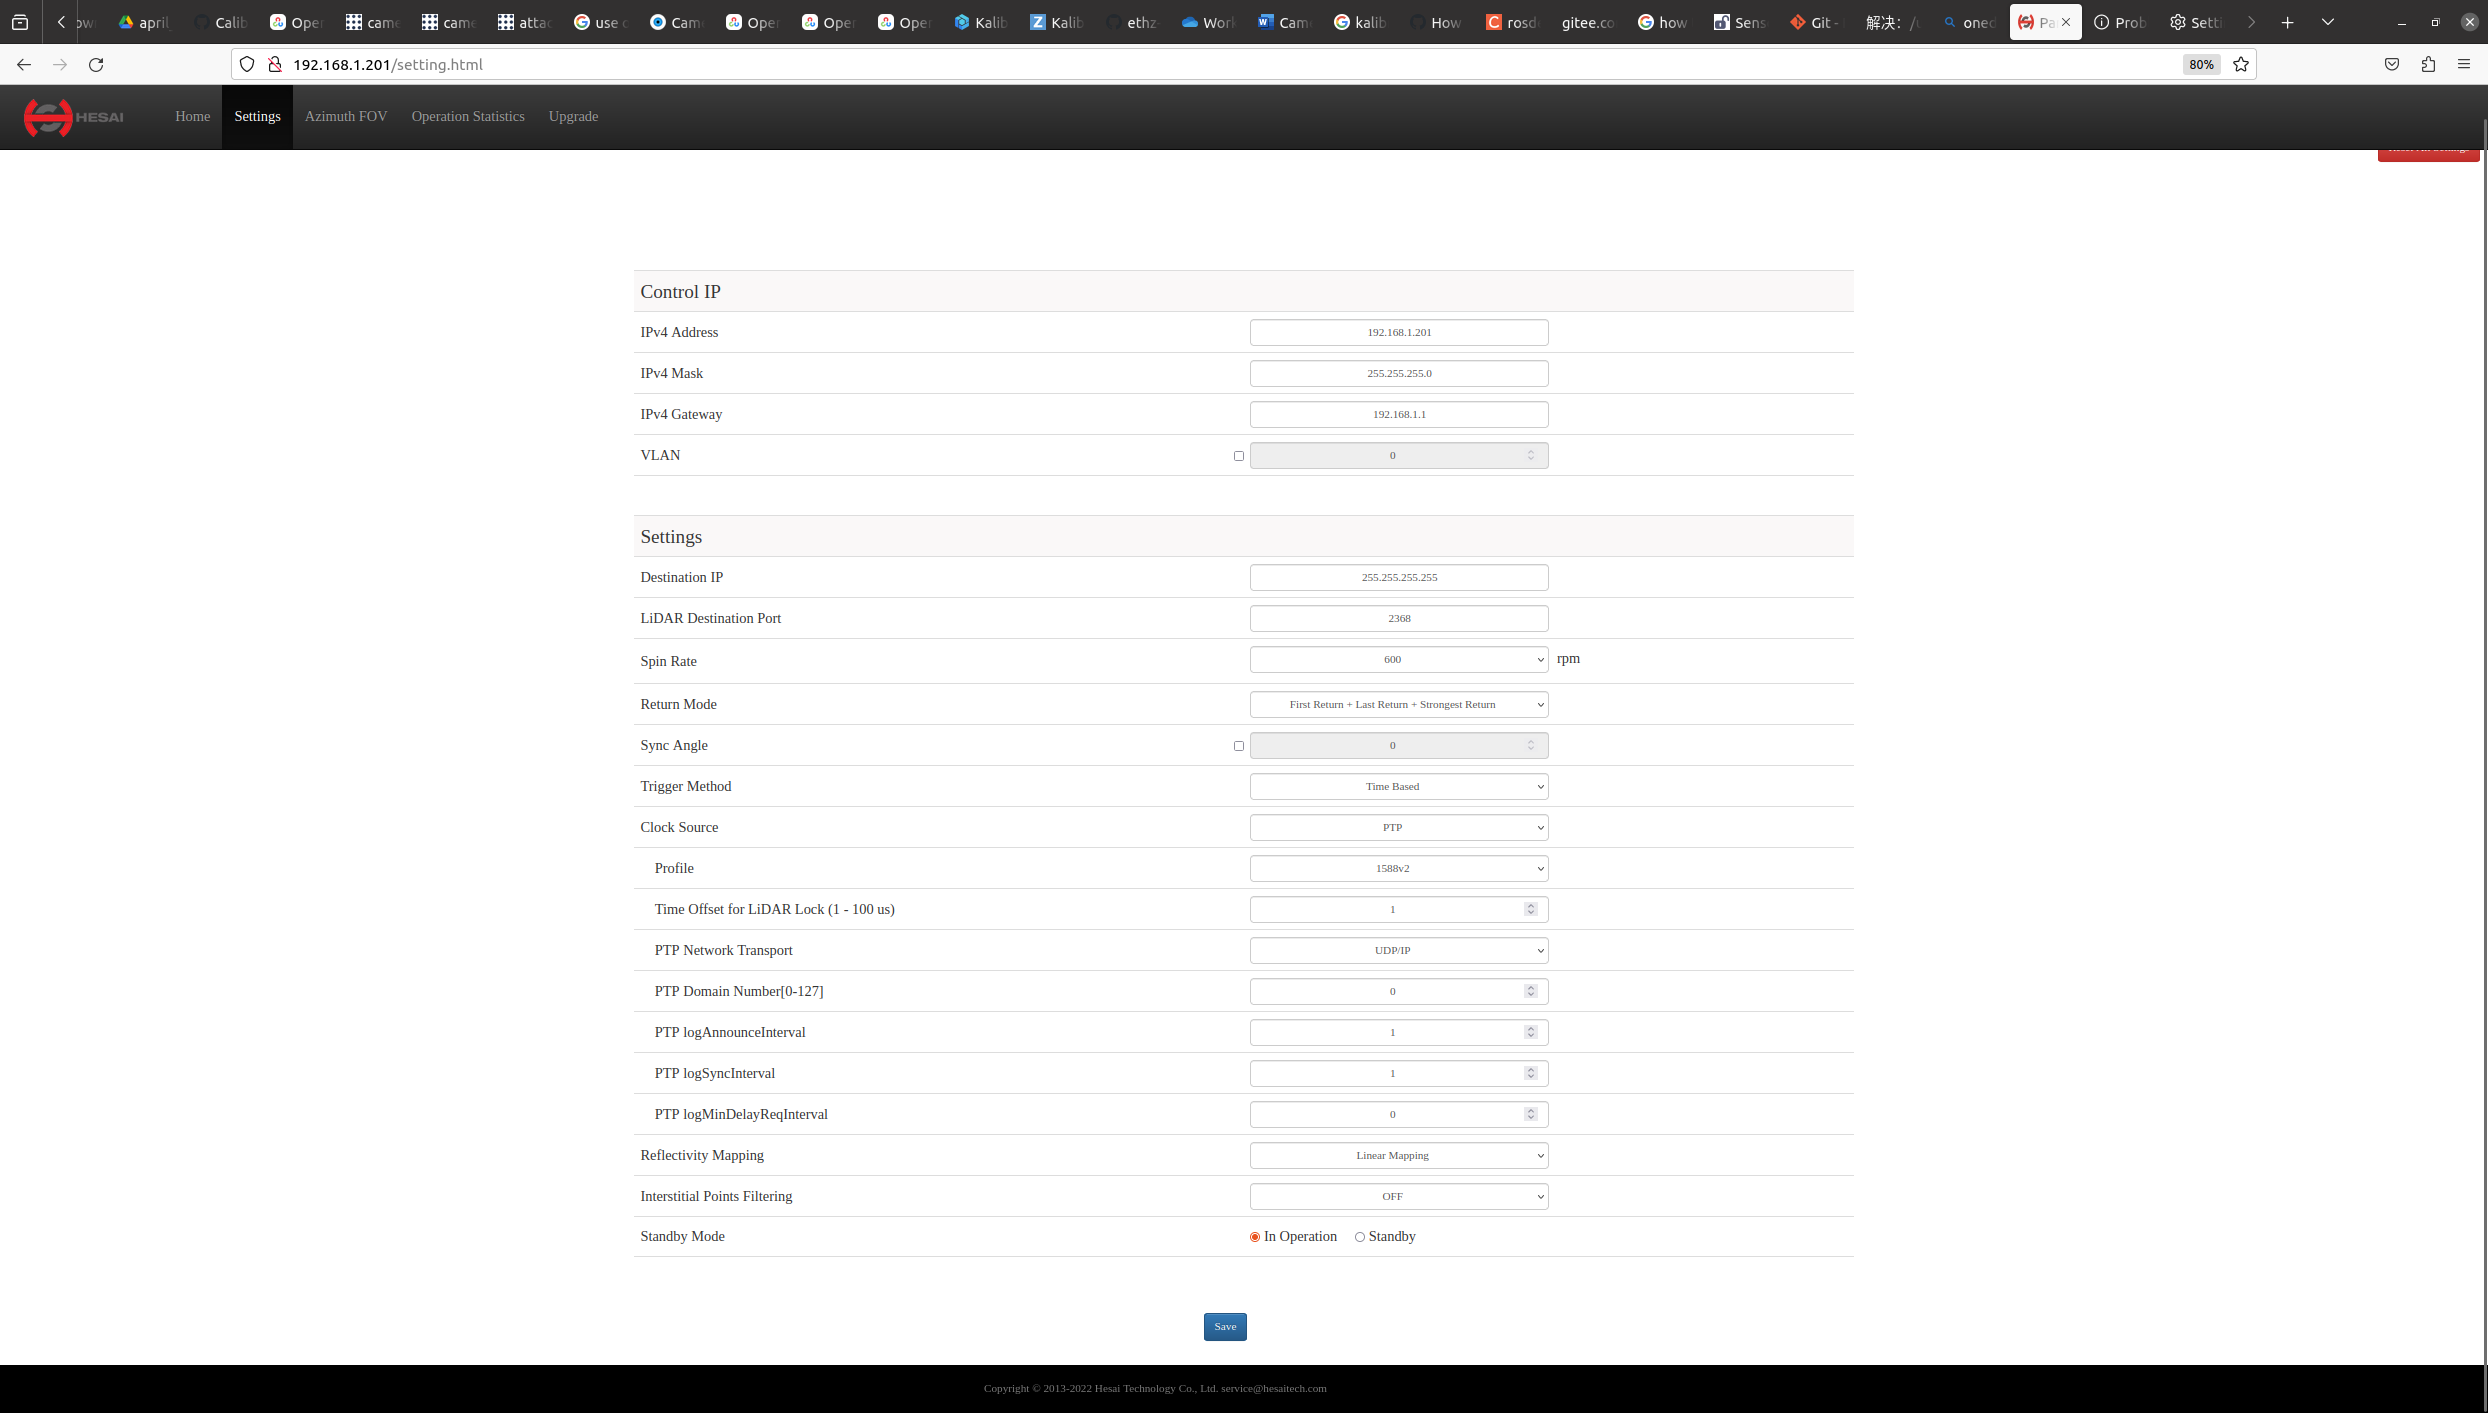 april
Calib
Oper
came
came
attac
use c
Cam
Oper
Oper
Oper
Kalib
Kalib
ethz
Work
Cam
kalib
How
rosd
gitee.co
how
Sens
Git -
解决：/u
oned
Pa
Prob
Setti
192.168.1.201/setting.html
80%
HESAI
Home
Settings
Azimuth FOV
Operation Statistics
Upgrade
Control IP
IPv4 Address 192.168.1.201
IPv4 Mask 255.255.255.0
IPv4 Gateway 192.168.1.1
VLAN 0
Settings
Destination IP 255.255.255.255
LiDAR Destination Port 2368
Spin Rate 600 rpm
Return Mode First Return + Last Return + Strongest Return
Sync Angle 0
Trigger Method Time Based
Clock Source PTP
Profile 1588v2
Time Offset for LiDAR Lock (1 - 100 us) 1
PTP Network Transport UDP/IP
PTP Domain Number[0-127] 0
PTP logAnnounceInterval 1
PTP logSyncInterval 1
PTP logMinDelayReqInterval 0
Reflectivity Mapping Linear Mapping
Interstitial Points Filtering OFF
Standby Mode In Operation Standby
Save
Copyright © 2013-2022 Hesai Technology Co., Ltd. service@hesaitech.com